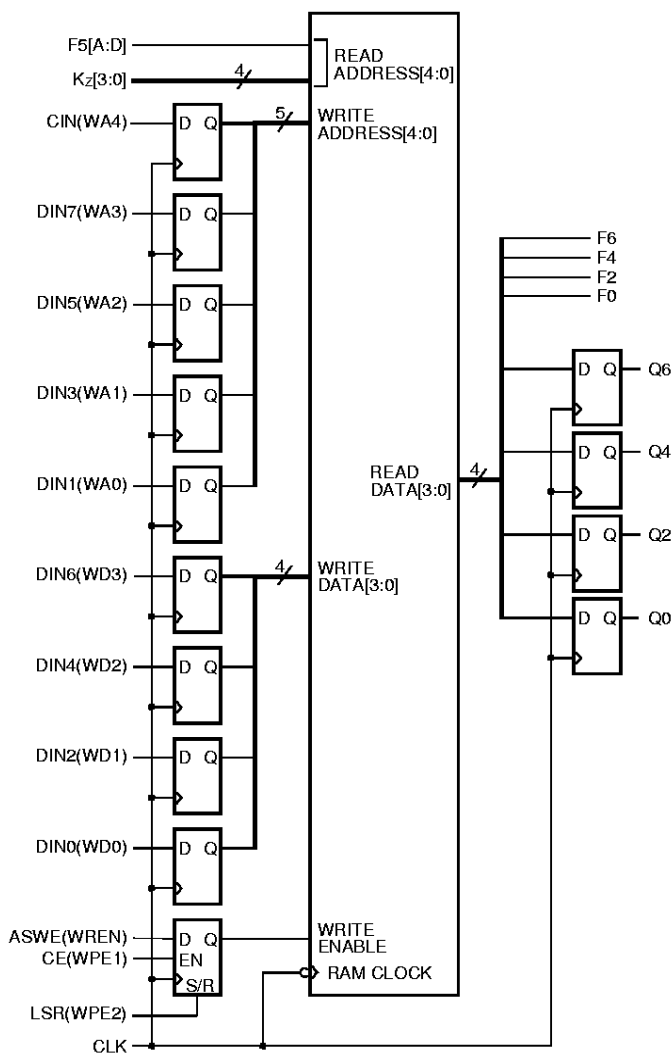 F5[A:D]
KZ[3:0]
4
READ
ADDRESS[4:0]
CIN(WA4)
D Q
5
WRITE
ADDRESS[4:0]
DIN7(WA3)
D Q
DIN5(WA2)
D Q
DIN3(WA1)
D Q
DIN1(WA0)
D Q
DIN6(WD3)
D Q
4
WRITE
DATA[3:0]
DIN4(WD2)
D Q
DIN2(WD1)
D Q
DIN0(WD0)
D Q
ASWE(WREN)
D Q
CE(WPE1)
EN
S/R
LSR(WPE2)
CLK
WRITE
ENABLE
RAM CLOCK
READ
DATA[3:0]
4
F6
F4
F2
F0
D Q
Q6
D Q
Q4
D Q
Q2
D Q
Q0